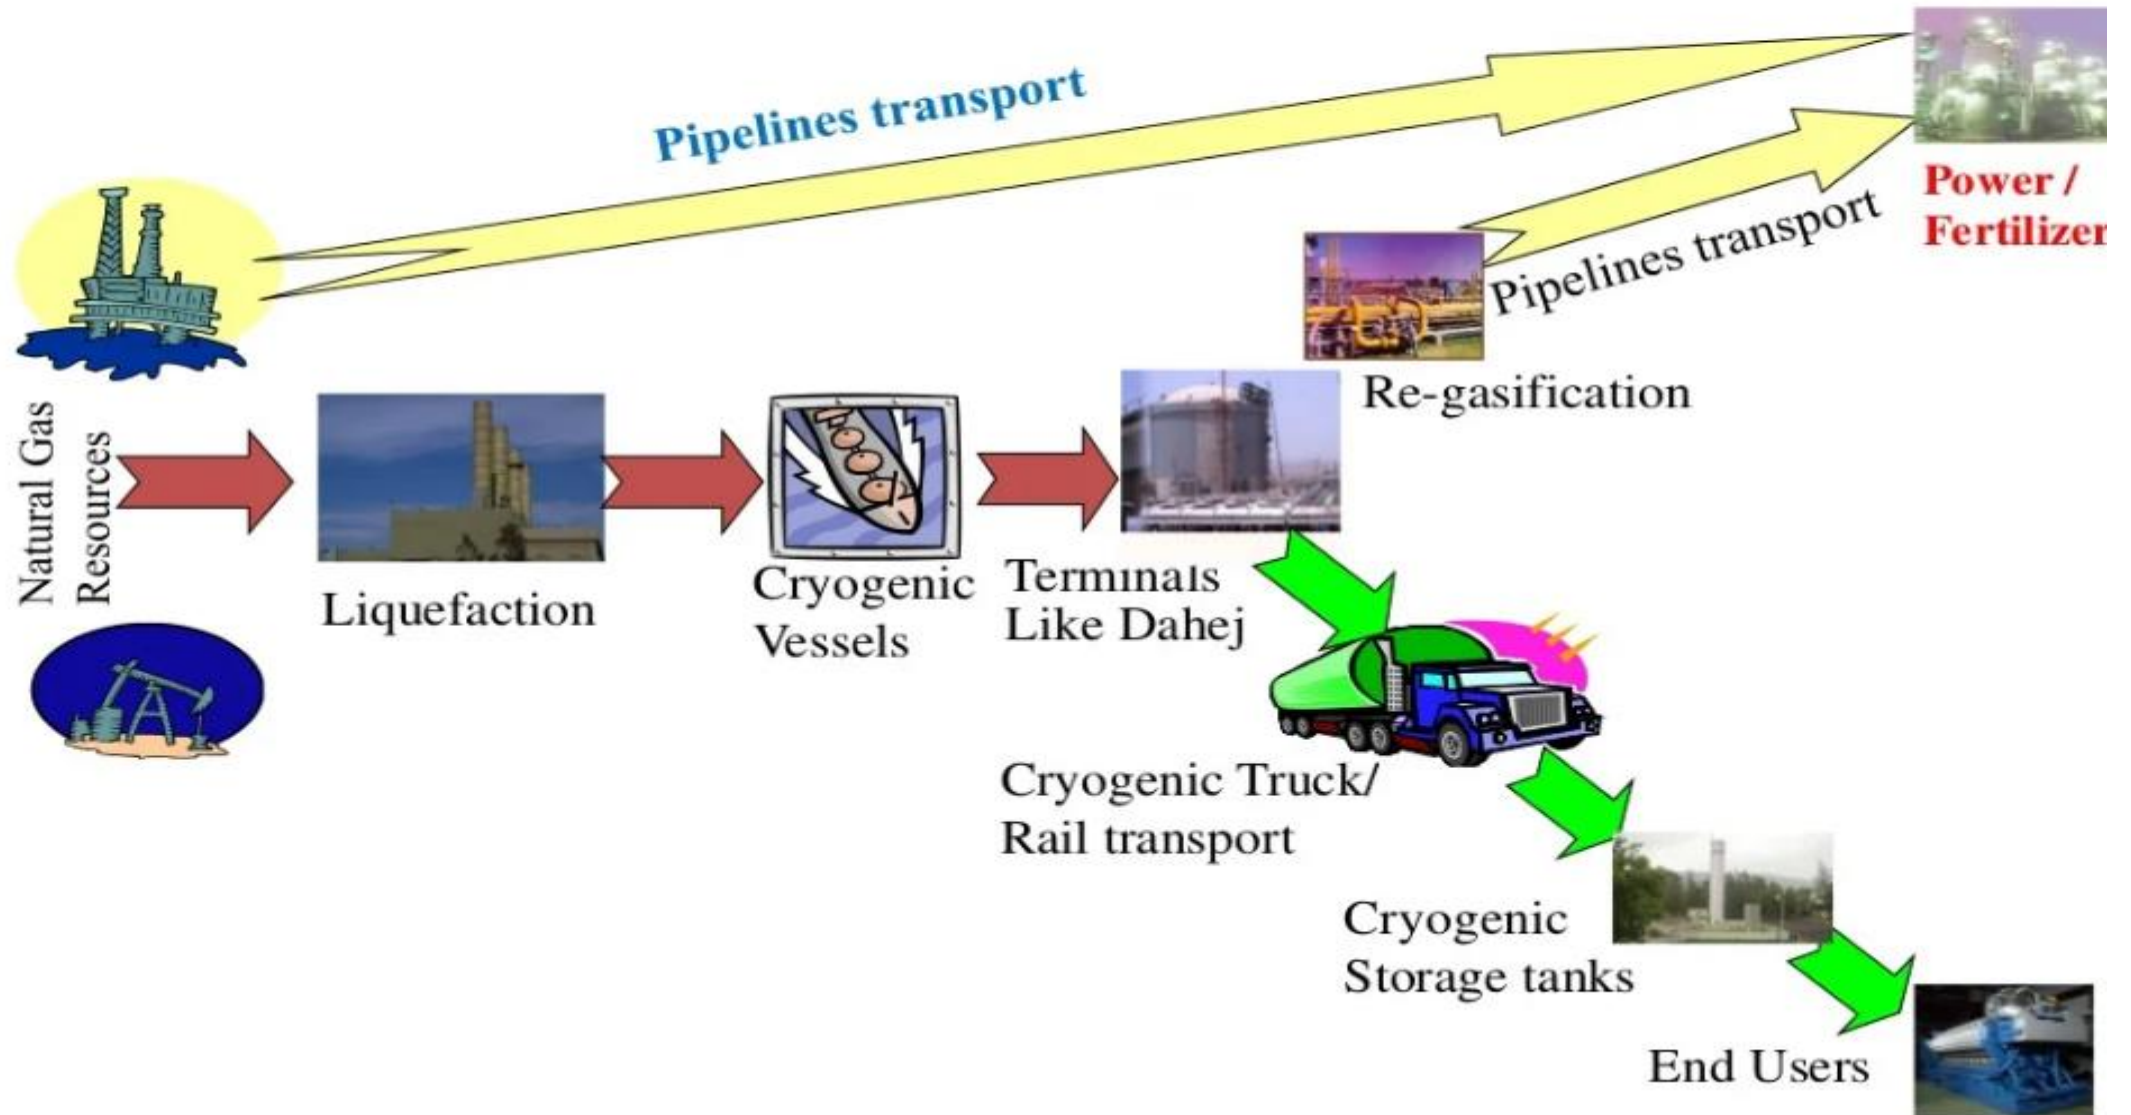 Pipelines transport
Power /
Fertilizer
Pipelines transport
Re-gasification
Natural Gas
Resources
Liquefaction
Cryogenic
Vessels
Terminals
Like Dahej
Cryogenic Truck/
Rail transport
Cryogenic
Storage tanks
End Users